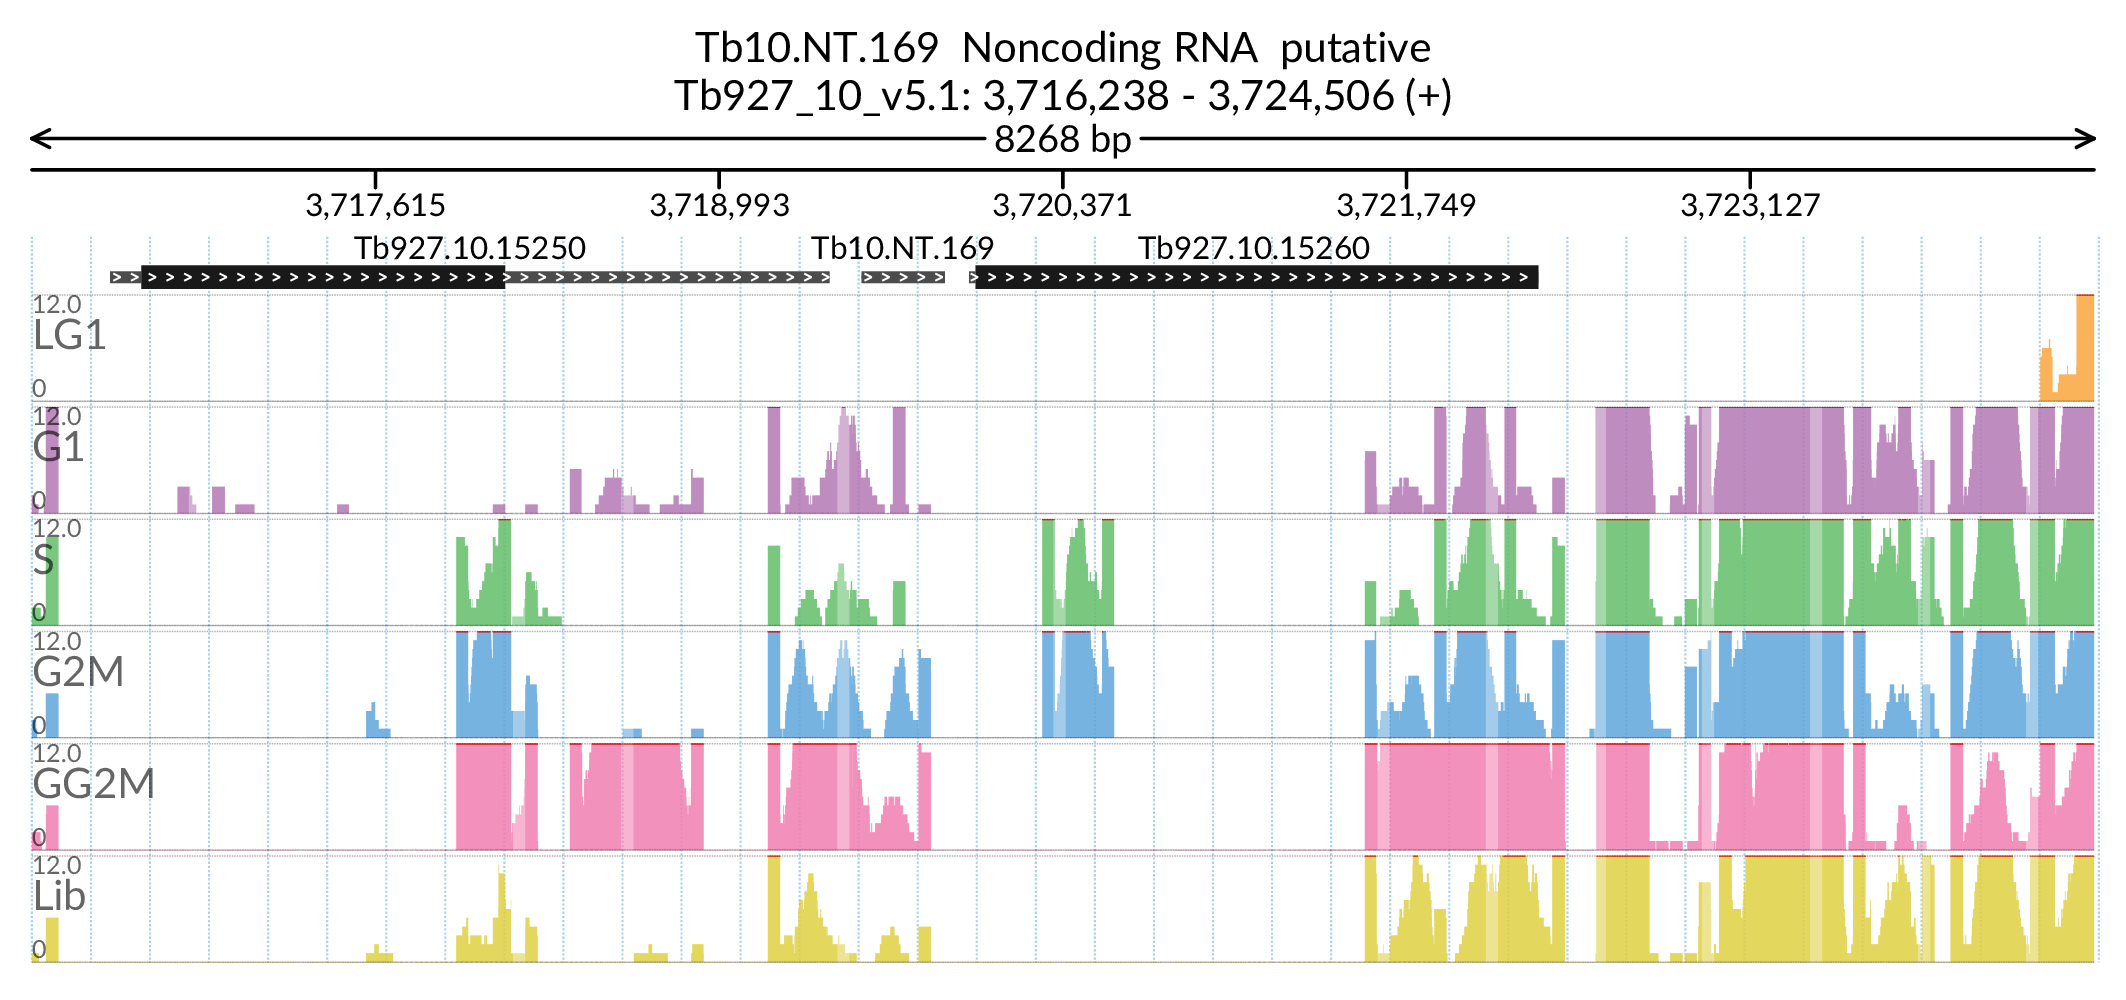 Tb10.NT.169 Noncoding RNA putative
Tb927_10_v5.1: 3,716,238 - 3,724,506 (+)
8268 bp
3,717,615 3,718,993 3,720,371 3,721,749 3,723,127
Tb927.10.15250 Tb10.NT.169 Tb927.10.15260
12.0
LG1
0
12.0
G1
0
12.0
S
0
12.0
G2M
0
12.0
GG2M
0
12.0
Lib
0